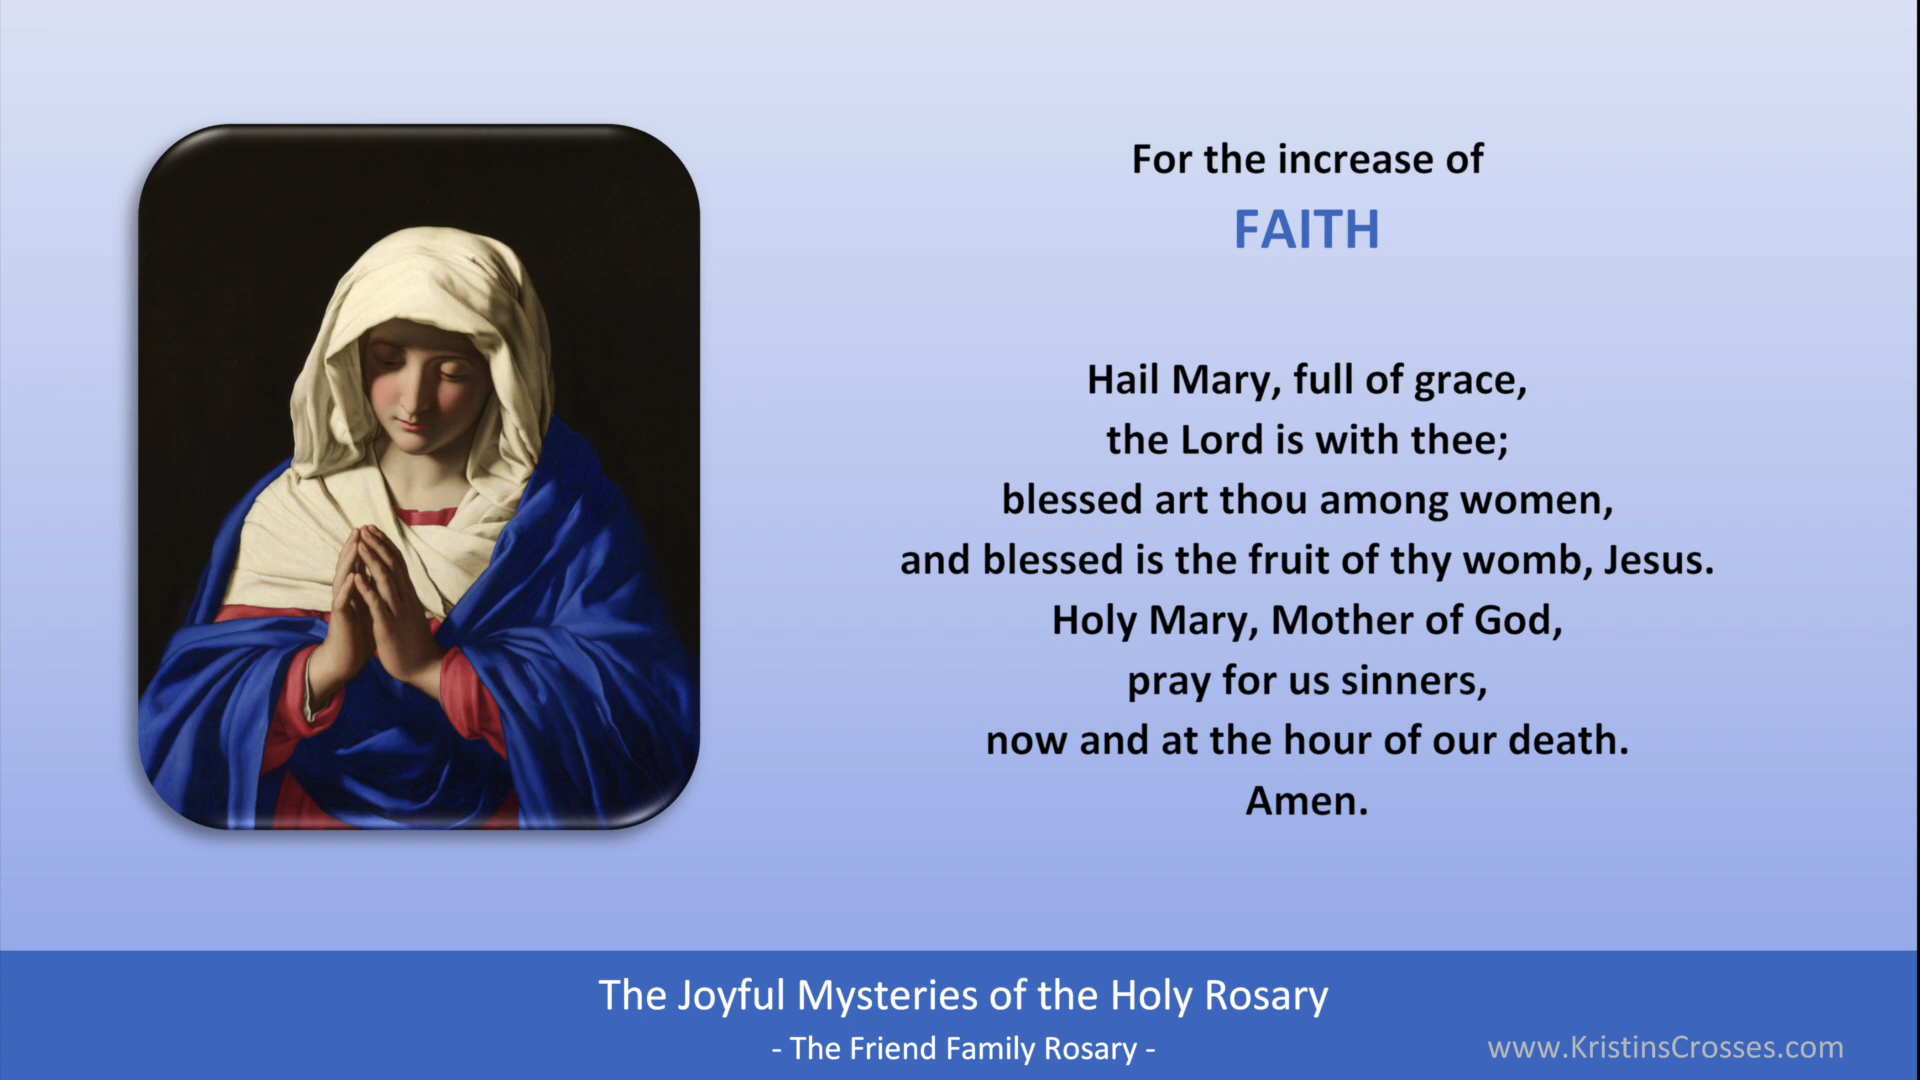 For the increase of
FAITH
Hail Mary, full of grace,
the Lord is with thee;
blessed art thou among women,
and blessed is the fruit of thy womb, Jesus.
Holy Mary, Mother of God,
pray for us sinners,
now and at the hour of our death.
Amen.
The Joyful Mysteries of the Holy Rosary
- The Friend Family Rosary -
www.KristinsCrosses.com